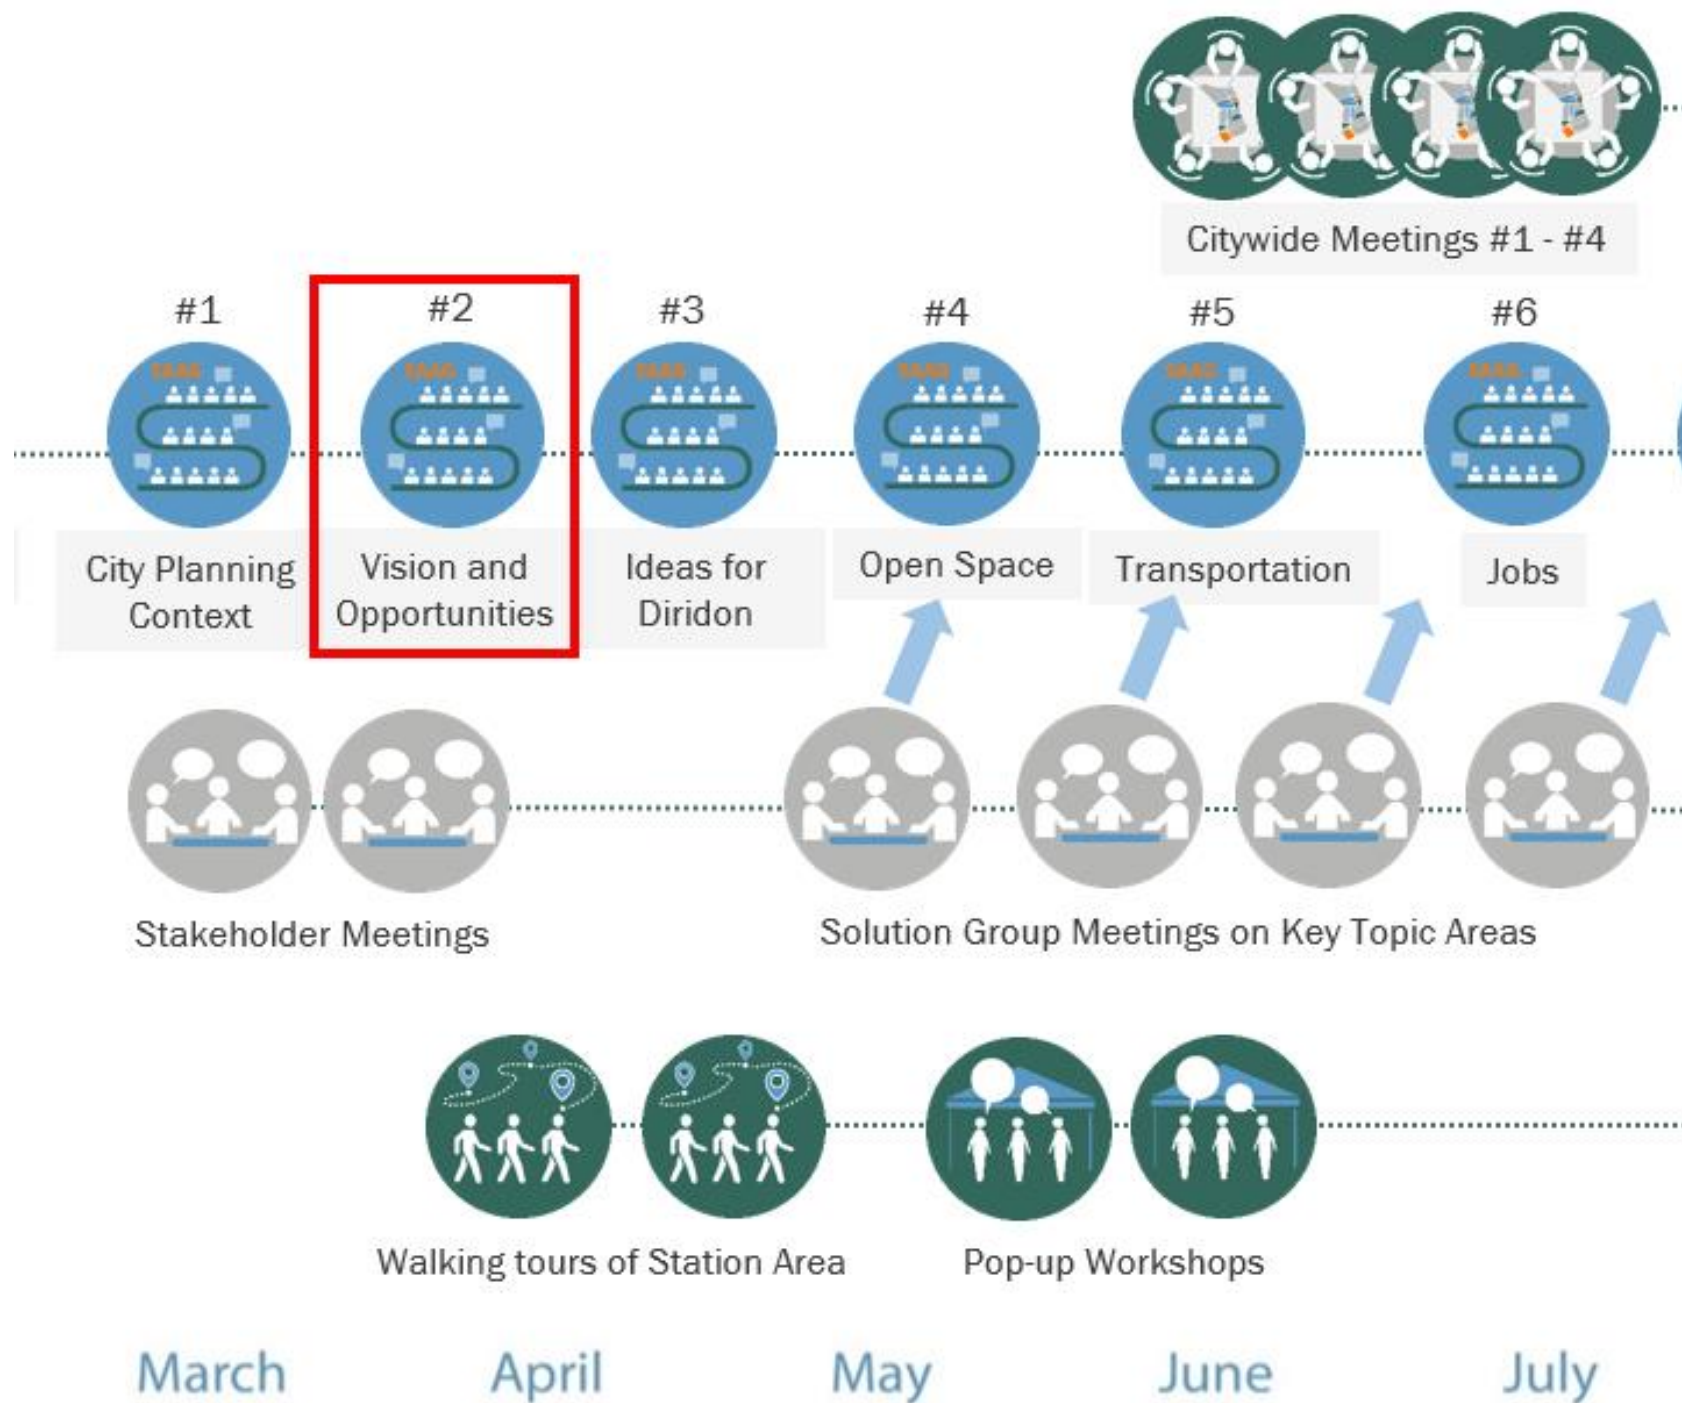 Citywide Meetings #1 - #4
#1
#2
#3
#4
#5
#6
City Planning
Context
Vision and
Opportunities
Ideas for
Diridon
Open Space
Transportation
Jobs
Stakeholder Meetings
Solution Group Meetings on Key Topic Areas
Walking tours of Station Area
Pop-up Workshops
March
April
May
June
July